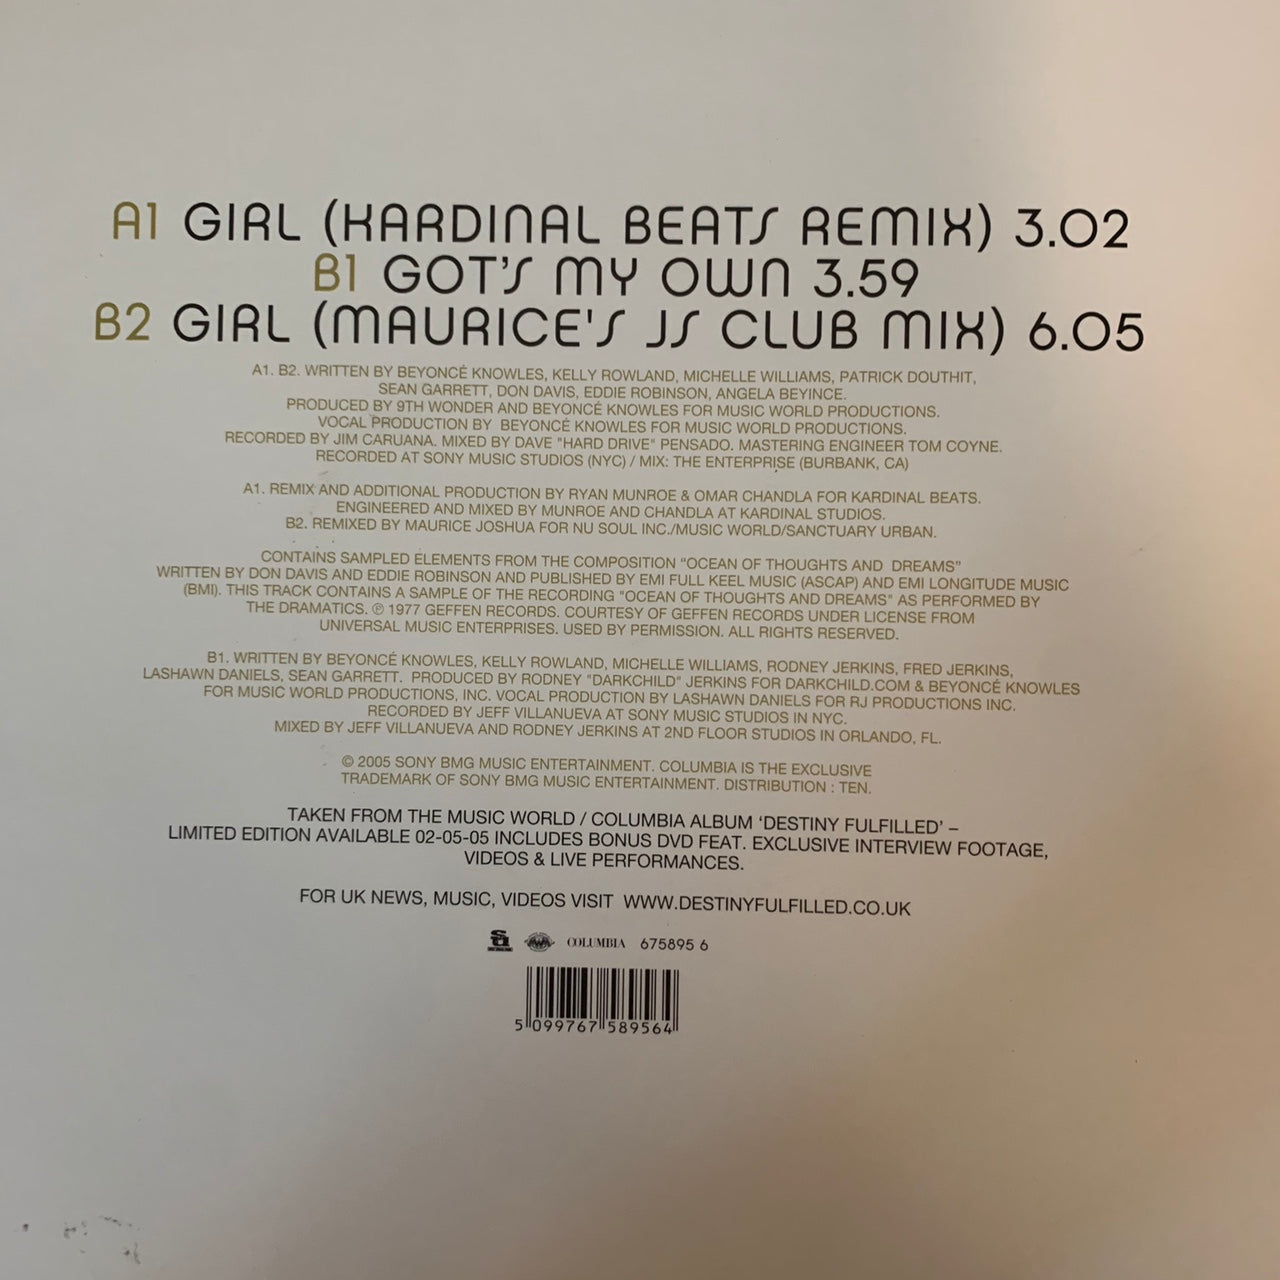 A1 GIRL (KARDINAL BEATS REMIX) 3.02
B1 GOT'S MY OWN 3.59
B2 GIRL (MAURICE'S JS CLUB MIX) 6.05
A1. B2. WRITTEN BY BEYONCÉ KNOWLES, KELLY ROWLAND, MICHELLE WILLIAMS, PATRICK DOUTHIT,
SEAN GARRETT, DON DAVIS, EDDIE ROBINSON, ANGELA BEYINCE.
PRODUCED BY 9TH WONDER AND BEYONCÉ KNOWLES FOR MUSIC WORLD PRODUCTIONS.
VOCAL PRODUCTION BY BEYONCÉ KNOWLES FOR MUSIC WORLD PRODUCTIONS.
RECORDED BY JIM CARUANA. MIXED BY DAVE "HARD DRIVE" PENSADO. MASTERING ENGINEER TOM COYNE.
RECORDED AT SONY MUSIC STUDIOS (NYC) / MIX: THE ENTERPRISE (BURBANK, CA)
A1. REMIX AND ADDITIONAL PRODUCTION BY RYAN MUNROE & OMAR CHANDLA FOR KARDINAL BEATS.
ENGINEERED AND MIXED BY MUNROE AND CHANDLA AT KARDINAL STUDIOS.
B2. REMIXED BY MAURICE JOSHUA FOR NU SOUL INC./MUSIC WORLD/SANCTUARY URBAN.
CONTAINS SAMPLED ELEMENTS FROM THE COMPOSITION "OCEAN OF THOUGHTS AND DREAMS"
WRITTEN BY DON DAVIS AND EDDIE ROBINSON AND PUBLISHED BY EMI FULL KEEL MUSIC (ASCAP) AND EMI LONGITUDE MUSIC
(BMI). THIS TRACK CONTAINS A SAMPLE OF THE RECORDING "OCEAN OF THOUGHTS AND DREAMS" AS PERFORMED BY
THE DRAMATICS. ℗ 1977 GEFFEN RECORDS. COURTESY OF GEFFEN RECORDS UNDER LICENSE FROM
UNIVERSAL MUSIC ENTERPRISES. USED BY PERMISSION. ALL RIGHTS RESERVED.
B1. WRITTEN BY BEYONCÉ KNOWLES, KELLY ROWLAND, MICHELLE WILLIAMS, RODNEY JERKINS, FRED JERKINS,
LASHAWN DANIELS, SEAN GARRETT. PRODUCED BY RODNEY "DARKCHILD" JERKINS FOR DARKCHILD.COM & BEYONCÉ KNOWLES
FOR MUSIC WORLD PRODUCTIONS, INC. VOCAL PRODUCTION BY LASHAWN DANIELS FOR RJ PRODUCTIONS INC.
RECORDED BY JEFF VILLANUEVA AT SONY MUSIC STUDIOS IN NYC.
MIXED BY JEFF VILLANUEVA AND RODNEY JERKINS AT 2ND FLOOR STUDIOS IN ORLANDO, FL.
© 2005 SONY BMG MUSIC ENTERTAINMENT. COLUMBIA IS THE EXCLUSIVE
TRADEMARK OF SONY BMG MUSIC ENTERTAINMENT. DISTRIBUTION : TEN.
TAKEN FROM THE MUSIC WORLD / COLUMBIA ALBUM 'DESTINY FULFILLED' –
LIMITED EDITION AVAILABLE 02-05-05 INCLUDES BONUS DVD FEAT. EXCLUSIVE INTERVIEW FOOTAGE,
VIDEOS & LIVE PERFORMANCES.
FOR UK NEWS, MUSIC, VIDEOS VISIT WWW.DESTINYFULFILLED.CO.UK
COLUMBIA 675895 6
5 099767 589564